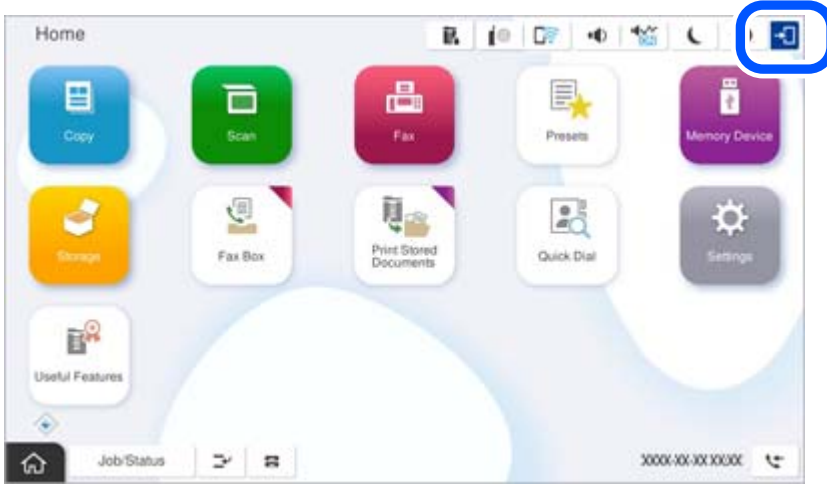 Home
Copy
Scan
Fax
Presets
Memory Device
Storage
Fax Box
Print Stored
Documents
Quick Dial
Settings
Useful Features
Job/Status
XXXX-XX-XX XX:XX